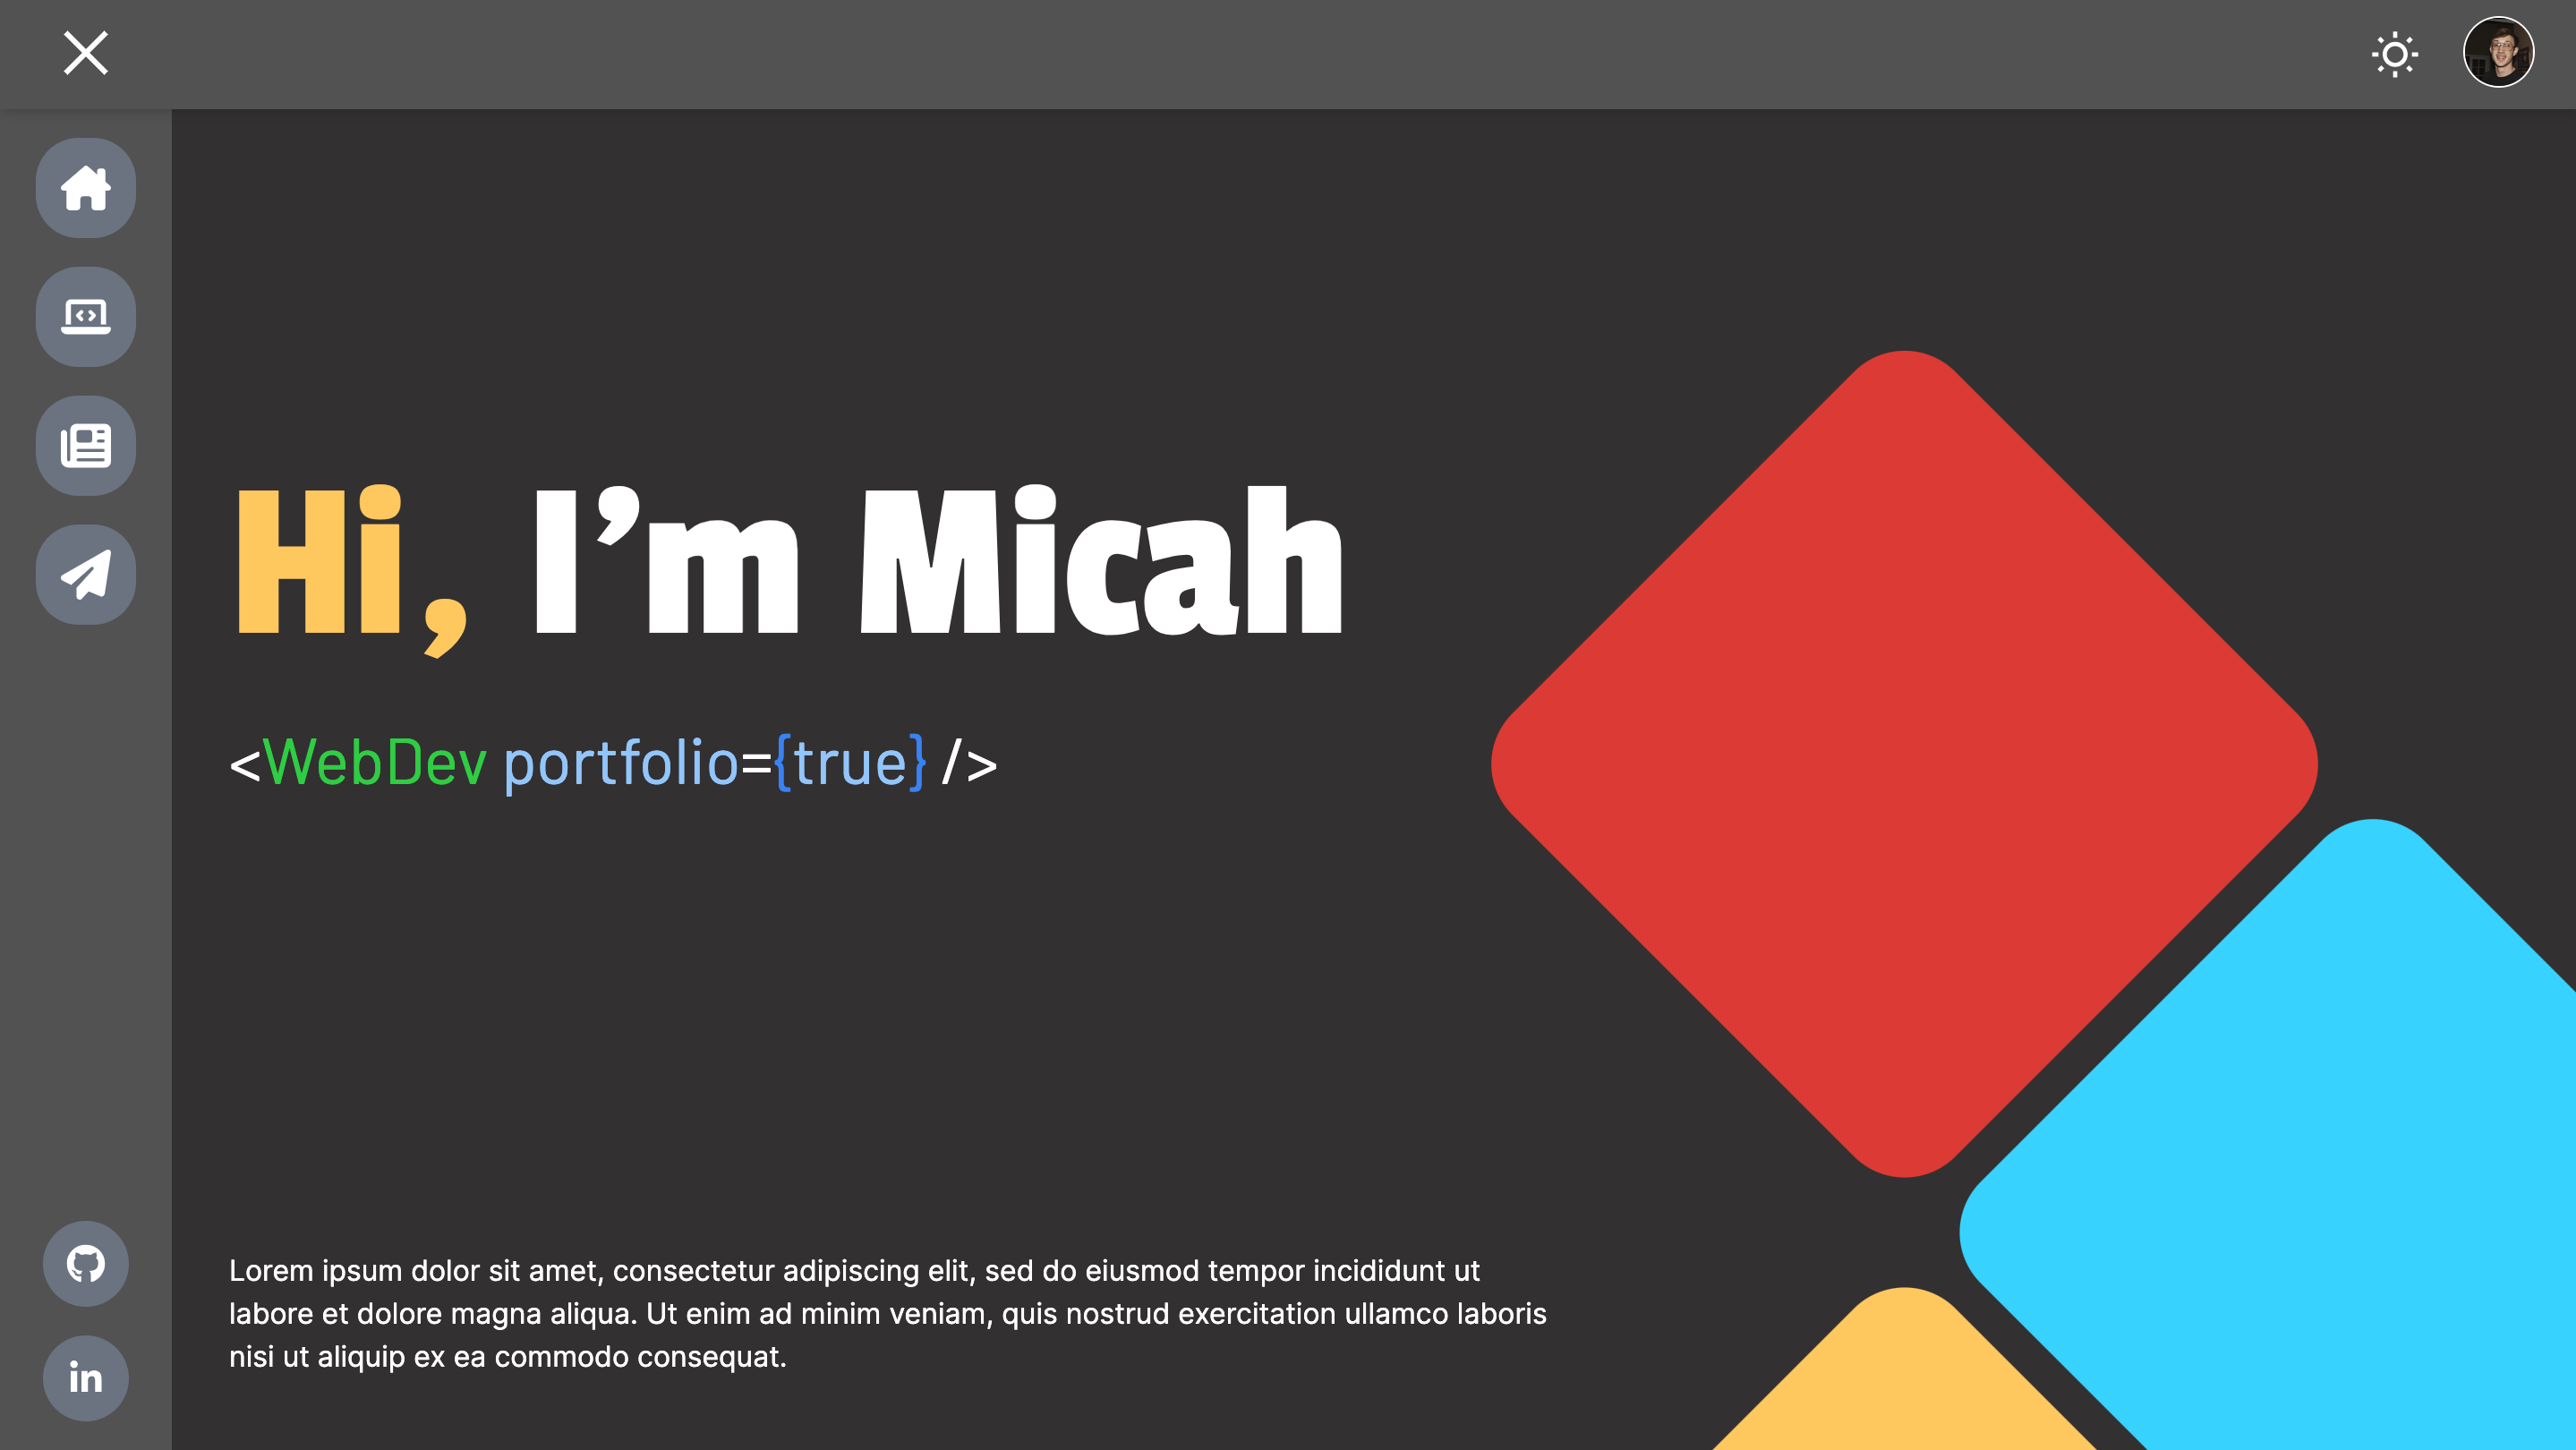 Hi, I’m Micah
<WebDev portfolio={true} />
Lorem ipsum dolor sit amet, consectetur adipiscing elit, sed do eiusmod tempor incididunt ut
labore et dolore magna aliqua. Ut enim ad minim veniam, quis nostrud exercitation ullamco laboris
nisi ut aliquip ex ea commodo consequat.
in